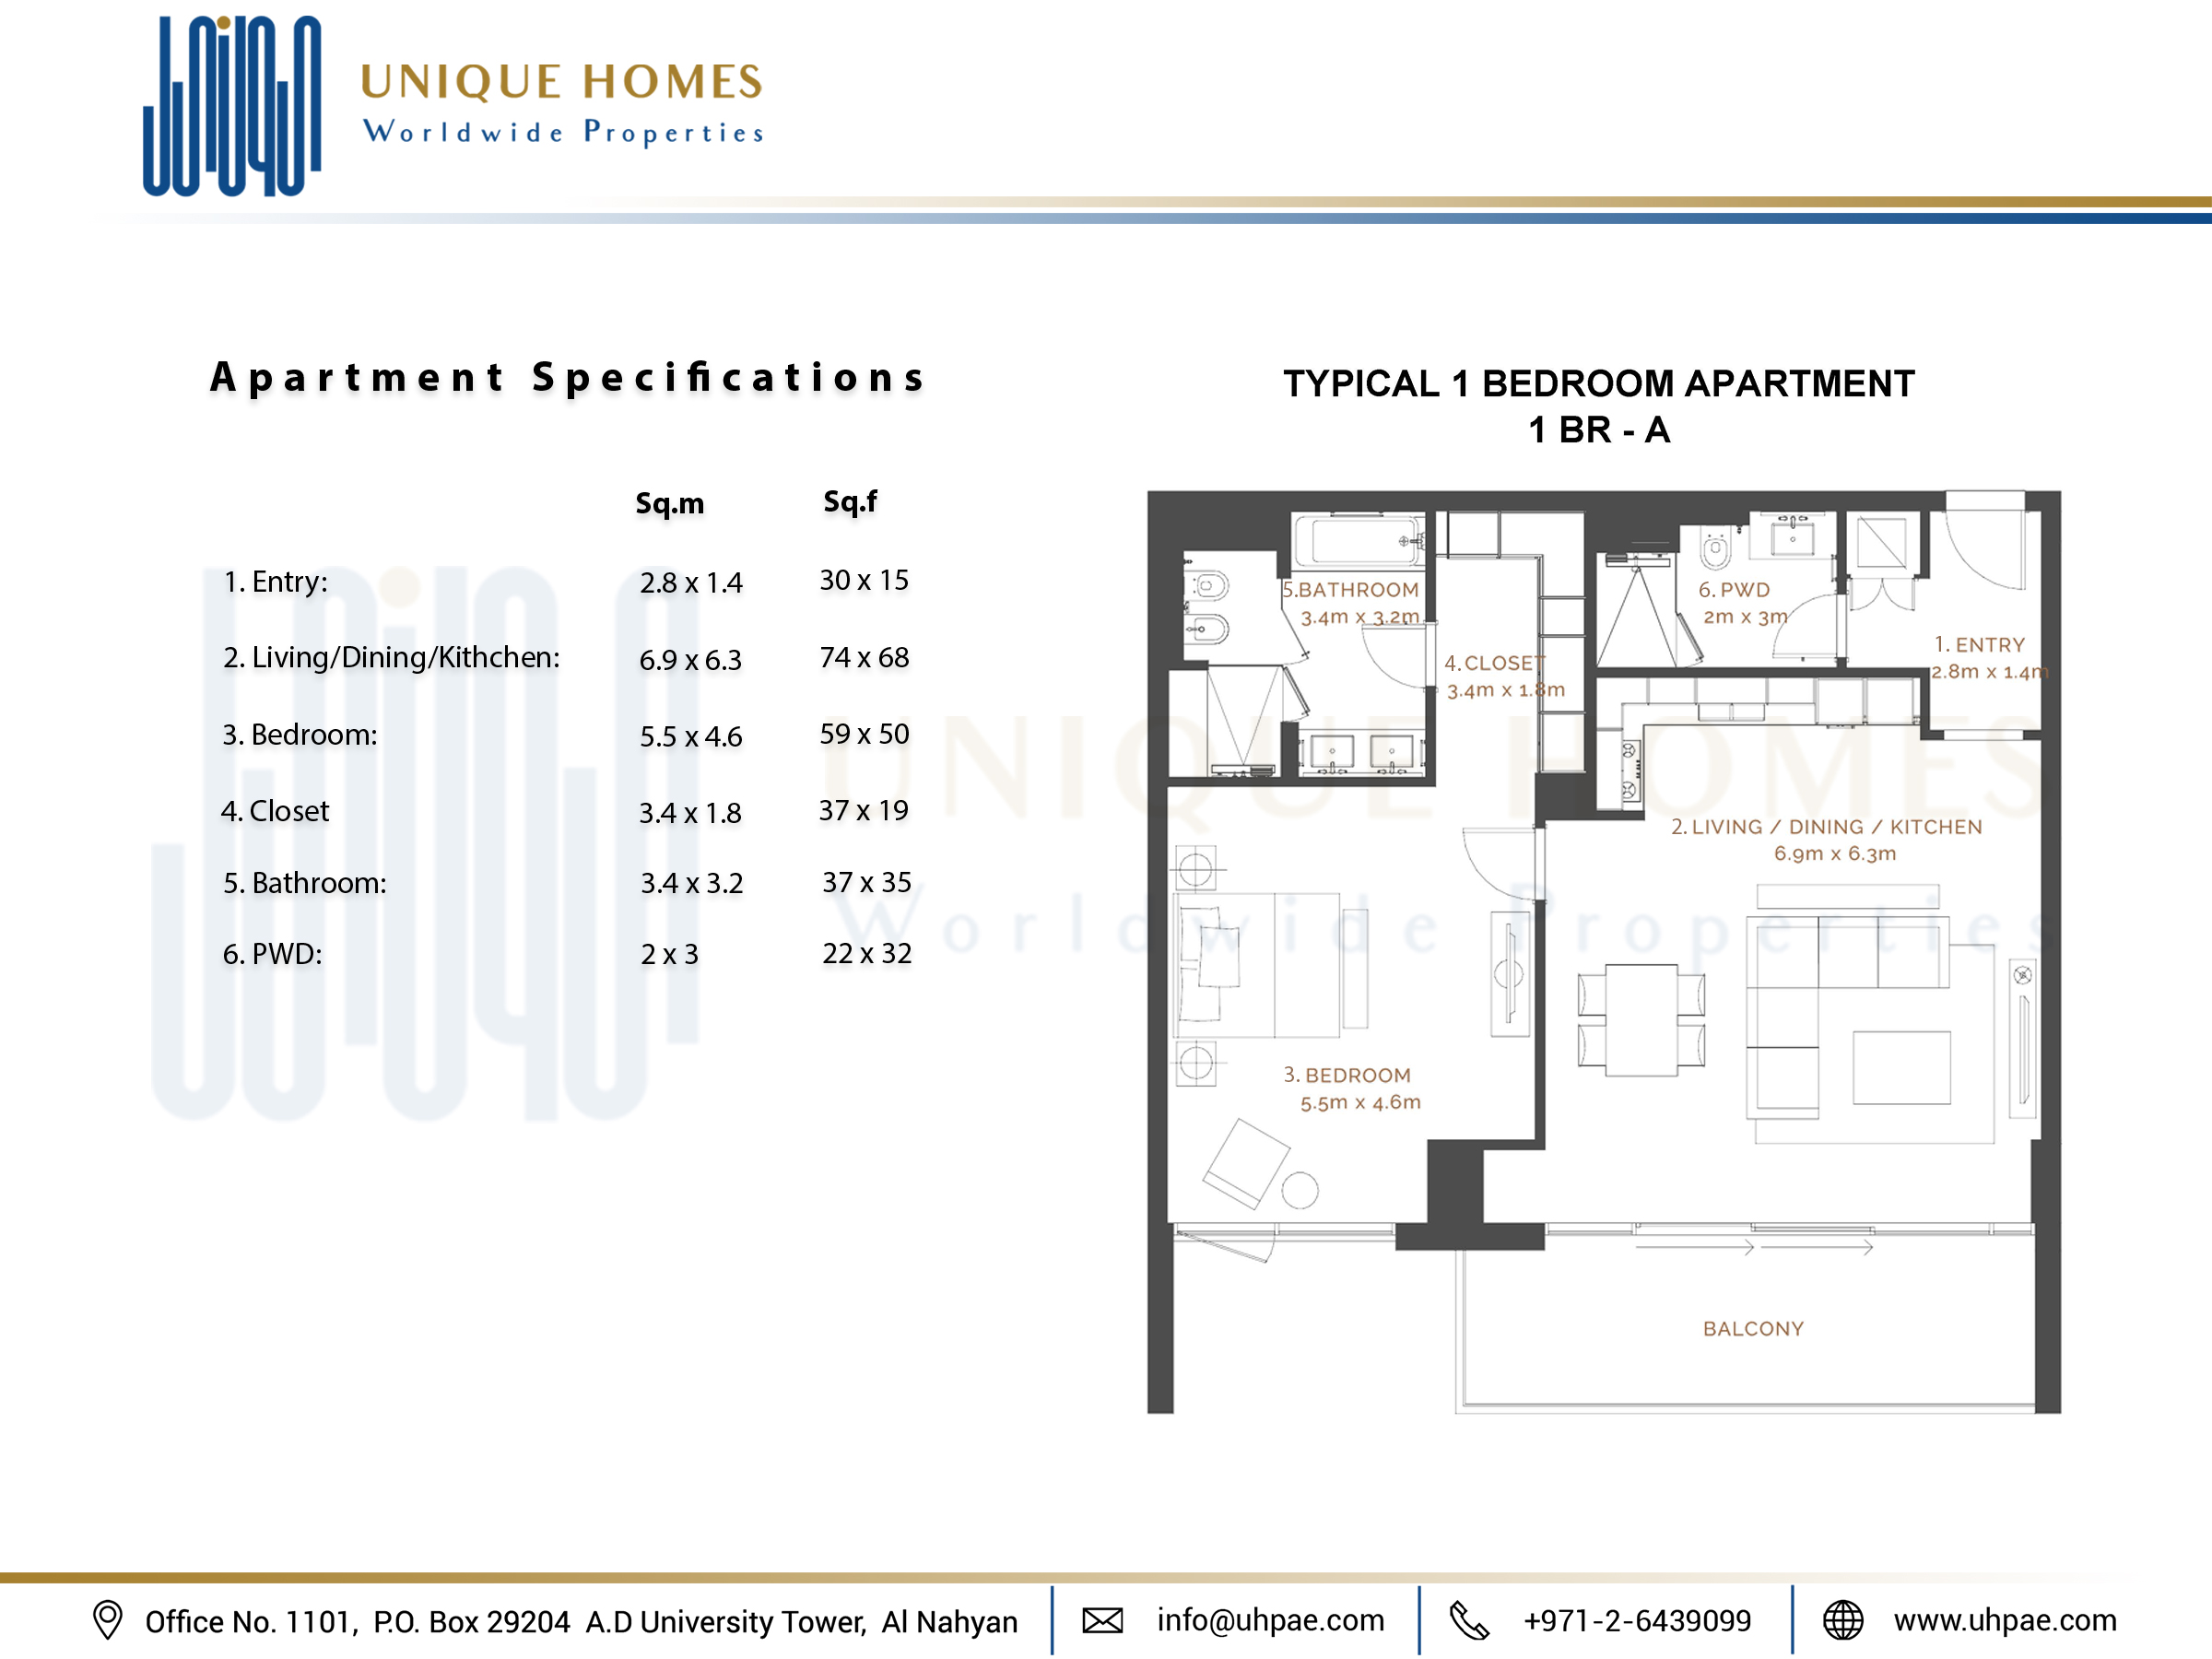 UNIQUE HOMES
Worldwide Properties
Apartment Specifications
Sq.m Sq.f
1. Entry: 2.8 x 1.4 30 x 15
2. Living/Dining/Kithchen: 6.9 x 6.3 74 x 68
3. Bedroom: 5.5 x 4.6 59 x 50
4. Closet 3.4 x 1.8 37 x 19
5. Bathroom: 3.4 x 3.2 37 x 35
6. PWD: 2 x 3 22 x 32
TYPICAL 1 BEDROOM APARTMENT
1 BR - A
5.BATHROOM
3.4m x 3.2m
6. PWD
2m x 3m
1. ENTRY
2.8m x 1.4m
4.CLOSET
3.4m x 1.8m
2. LIVING / DINING / KITCHEN
6.9m x 6.3m
3. BEDROOM
5.5m x 4.6m
BALCONY
UNIQUE HOMES
Worldwide Properties
Office No. 1101, P.O. Box 29204 A.D University Tower, Al Nahyan
info@uhpae.com
+971-2-6439099
www.uhpae.com